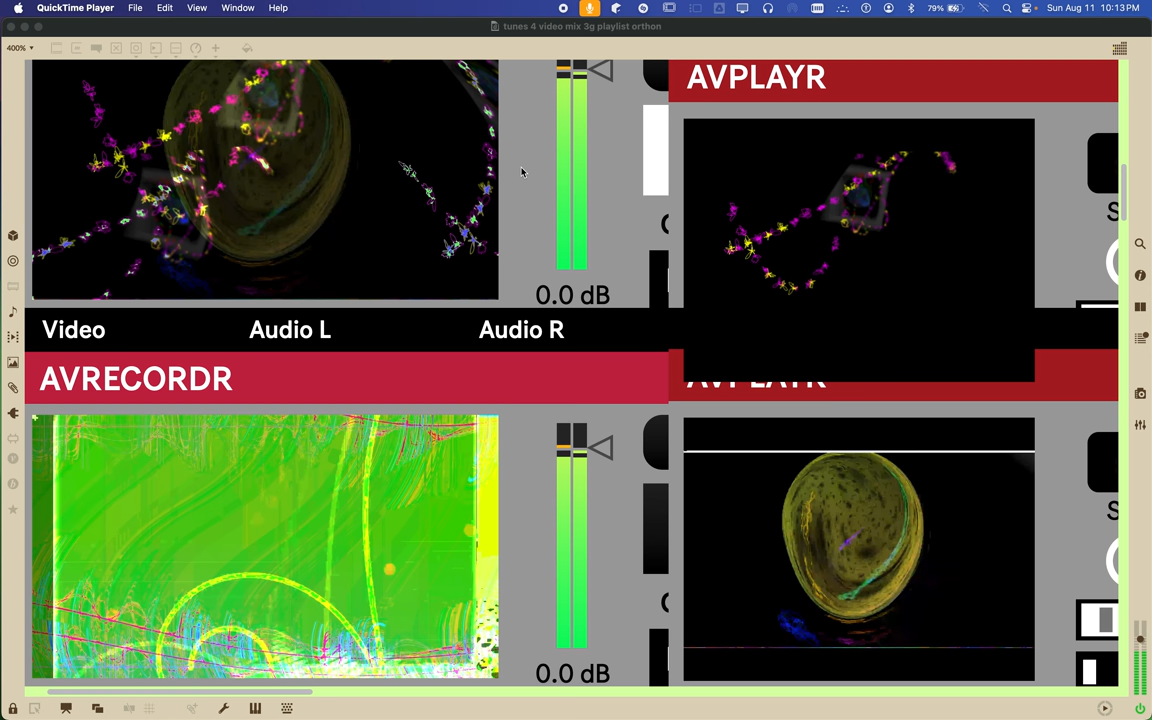 QuickTime Player File Edit View Window Help 79% Sun Aug 11 10:13 PM
tunes 4 video mix 3g playlist orthon
400%
AVPLAYR
S
0.0 dB
Video Audio L Audio R
AVRECORDR
AVPLAYR
S
0.0 dB